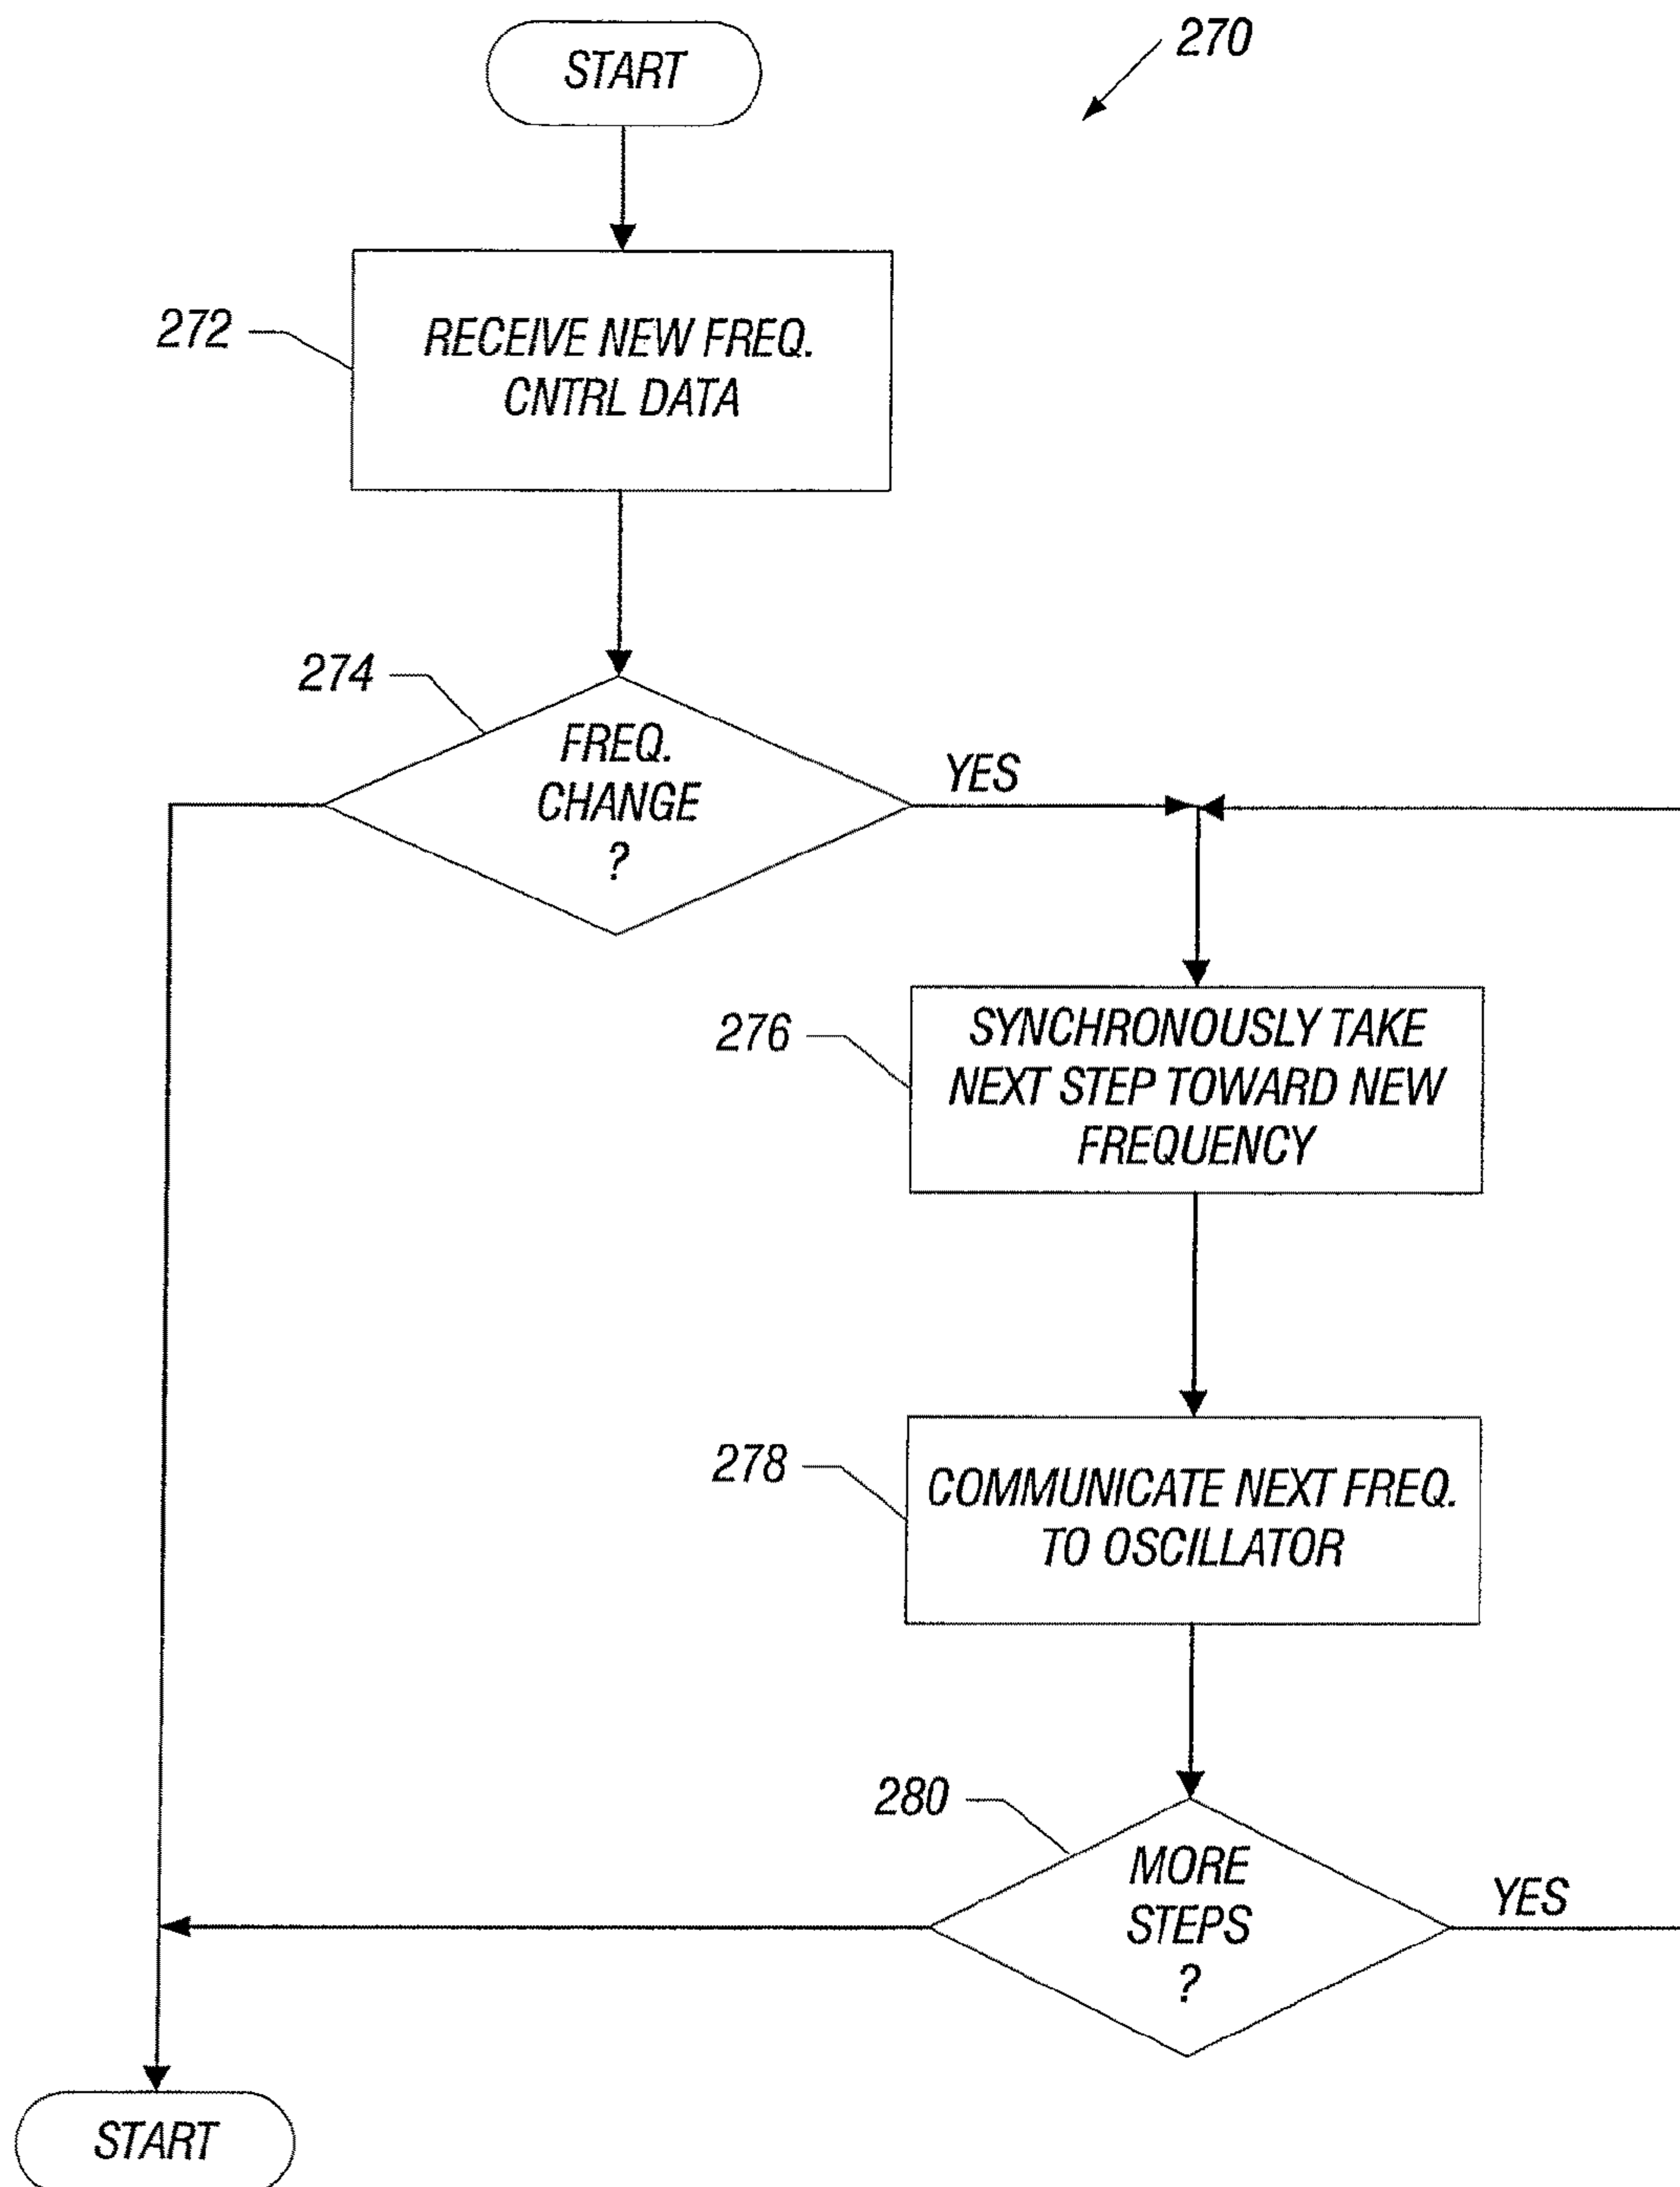 START
270
272
RECEIVE NEW FREQ.
CNTRL DATA
274
FREQ.
CHANGE
?
YES
276
SYNCHRONOUSLY TAKE
NEXT STEP TOWARD NEW
FREQUENCY
278
COMMUNICATE NEXT FREQ.
TO OSCILLATOR
280
MORE
STEPS
?
YES
START